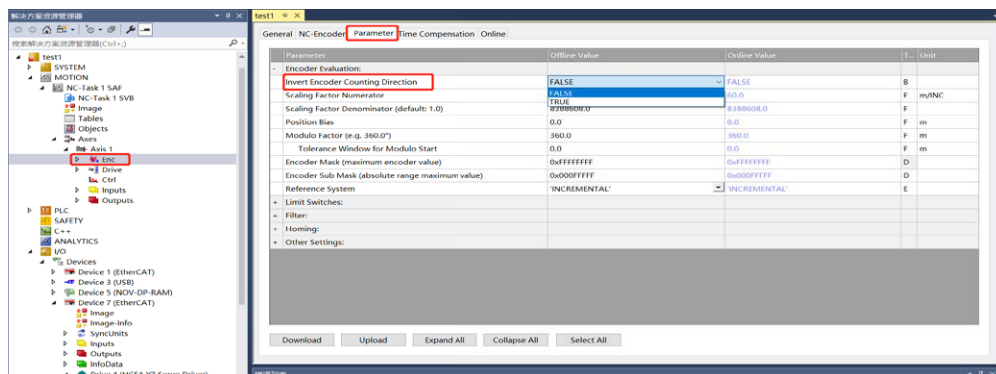 解决方案资源管理器
test1
搜索解决方案资源管理器(Ctrl+;)
test1
SYSTEM
MOTION
NC-Task 1 SAF
NC-Task 1 SVB
Image
Tables
Objects
Axes
Axis 1
Enc
Drive
Ctrl
Inputs
Outputs
PLC
SAFETY
C++
ANALYTICS
I/O
Devices
Device 1 (EtherCAT)
Device 3 (USB)
Device 5 (NOV-DP-RAM)
Device 7 (EtherCAT)
Image
Image-Info
SyncUnits
Inputs
Outputs
InfoData
General NC-Encoder Parameter Time Compensation Online
Parameter Offline Value Online Value T... Unit
- Encoder Evaluation:
Invert Encoder Counting Direction FALSE FALSE B
FALSE
TRUE
Scaling Factor Numerator 60.0 F m/INC
Scaling Factor Denominator (default: 1.0) 8388608.0 8388608.0 F
Position Bias 0.0 0.0 F m
Modulo Factor (e.g. 360.0°) 360.0 360.0 F m
Tolerance Window for Modulo Start 0.0 0.0 F m
Encoder Mask (maximum encoder value) 0xFFFFFFFF 0xFFFFFFFF D
Encoder Sub Mask (absolute range maximum value) 0x000FFFFF 0x000FFFFF D
Reference System 'INCREMENTAL' 'INCREMENTAL' E
+ Limit Switches:
+ Filter:
+ Homing:
+ Other Settings:
Download Upload Expand All Collapse All Select All